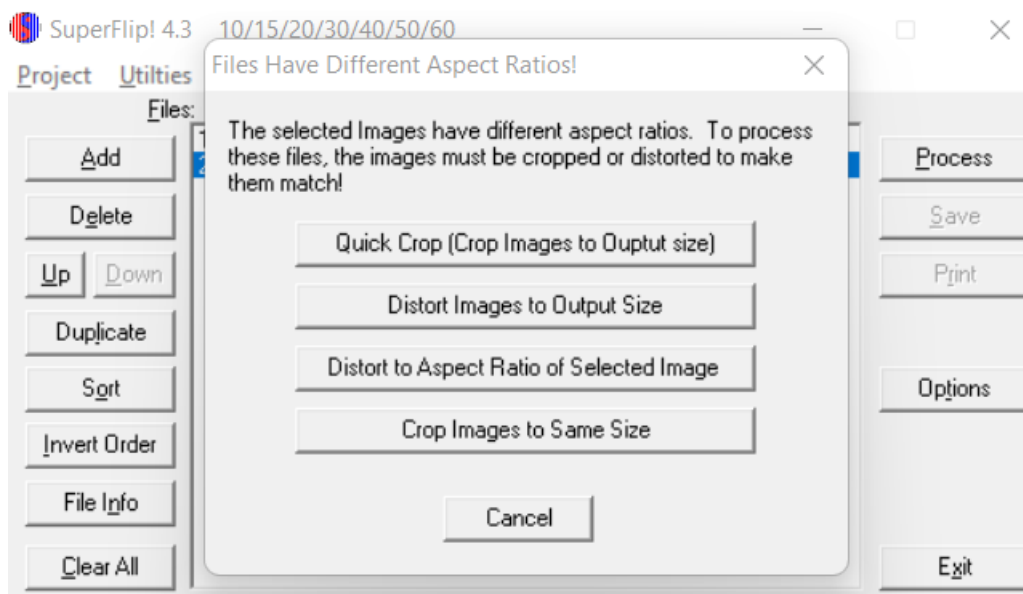 SuperFlip! 4.3 10/15/20/30/40/50/60
Project Utilties
Files Have Different Aspect Ratios!
Files:
The selected Images have different aspect ratios. To process
these files, the images must be cropped or distorted to make
them match!
Add
Delete
Up Down
Duplicate
Sort
Invert Order
File Info
Clear All
Quick Crop (Crop Images to Ouptut size)
Distort Images to Output Size
Distort to Aspect Ratio of Selected Image
Crop Images to Same Size
Cancel
Process
Save
Print
Options
Exit